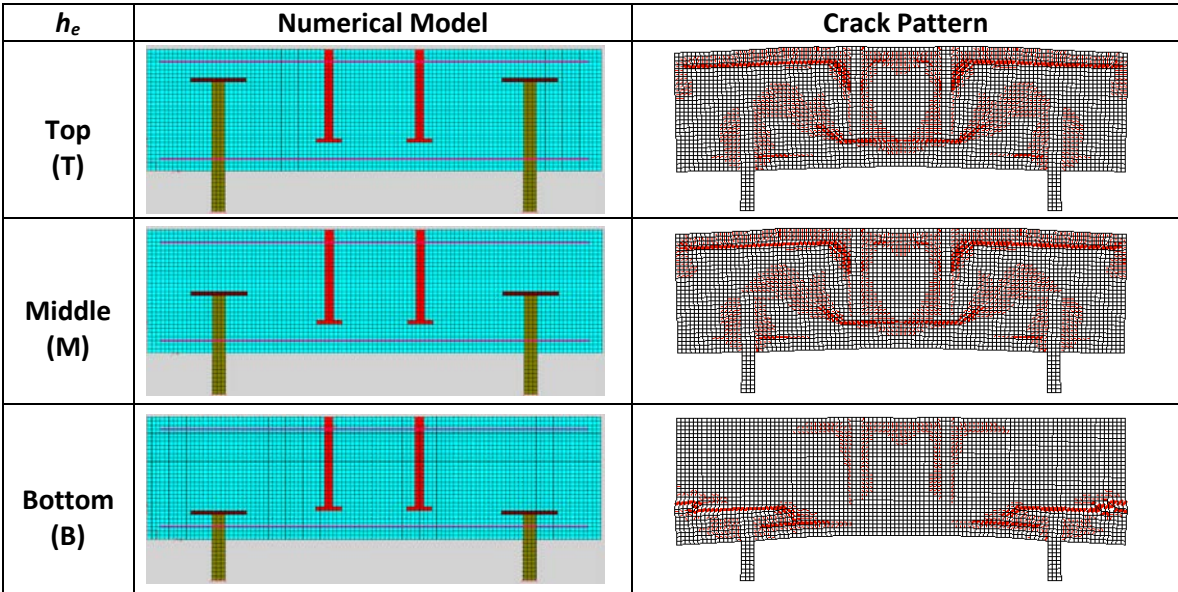 he Numerical Model Crack Pattern
Top
(T)
Middle
(M)
Bottom
(B)